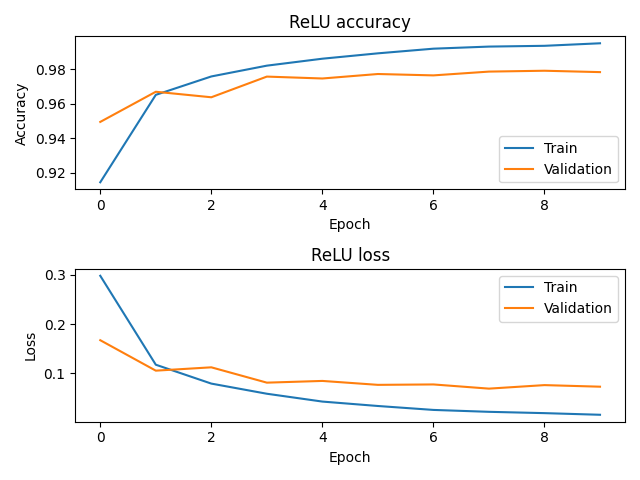 ReLU accuracy
0.98
0.96
0.94
0.92
Accuracy
Train
Validation
0 2 4 6 8
Epoch
ReLU loss
0.3
0.2
0.1
Loss
Train
Validation
0 2 4 6 8
Epoch